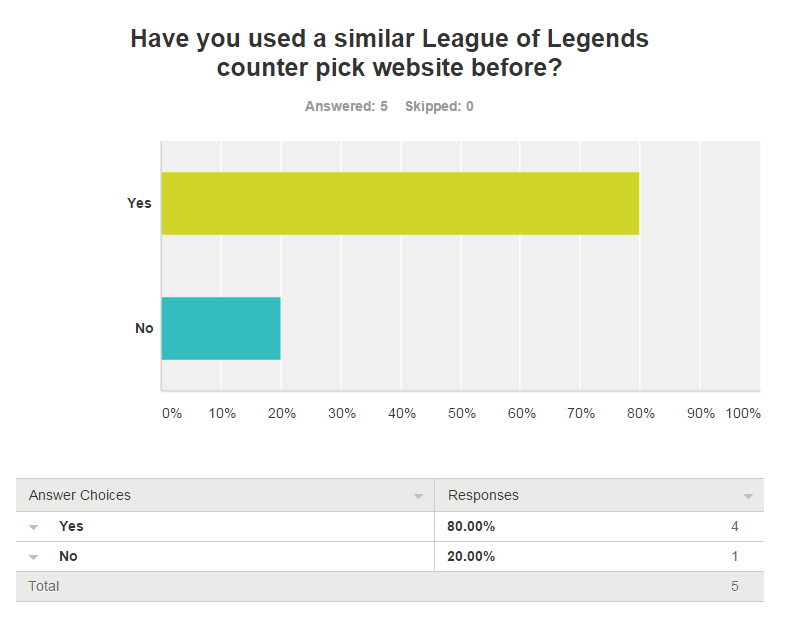 Have you used a similar League of Legends
counter pick website before?
Answered: 5 Skipped: 0
Yes
No
0% 10% 20% 30% 40% 50% 60% 70% 80% 90% 100%
Answer Choices Responses
Yes 80.00% 4
No 20.00% 1
Total 5